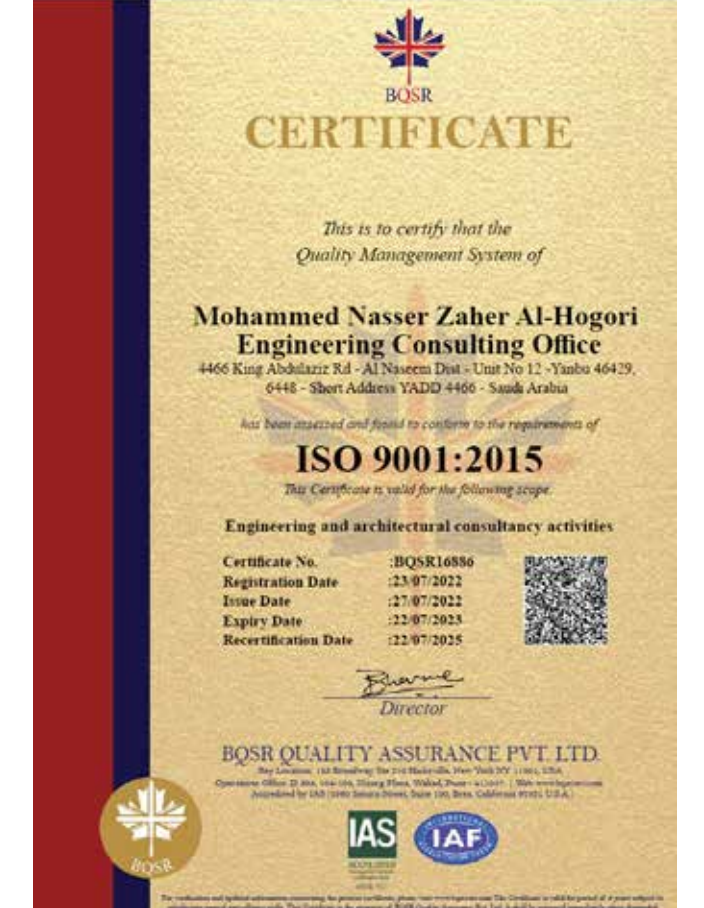 BQSR
CERTIFICATE
This is to certify that the
Quality Management System of
Mohammed Nasser Zaher Al-Hogori
Engineering Consulting Office
4466 King Abdulaziz Rd - Al Naseem Dist - Unit No 12 -Yanbu 46429,
6448 - Short Address YADD 4466 - Saudi Arabia
has been assessed and found to conform to the requirements of
ISO 9001:2015
This Certificate is valid for the following scope.
Engineering and architectural consultancy activities
Certificate No. :BQSR16886
Registration Date :23/07/2022
Issue Date :27/07/2022
Expiry Date :22/07/2023
Recertification Date :22/07/2025
Director
BQSR QUALITY ASSURANCE PVT. LTD.
New York NY 11801, USA
BQSR
IAS
IAF